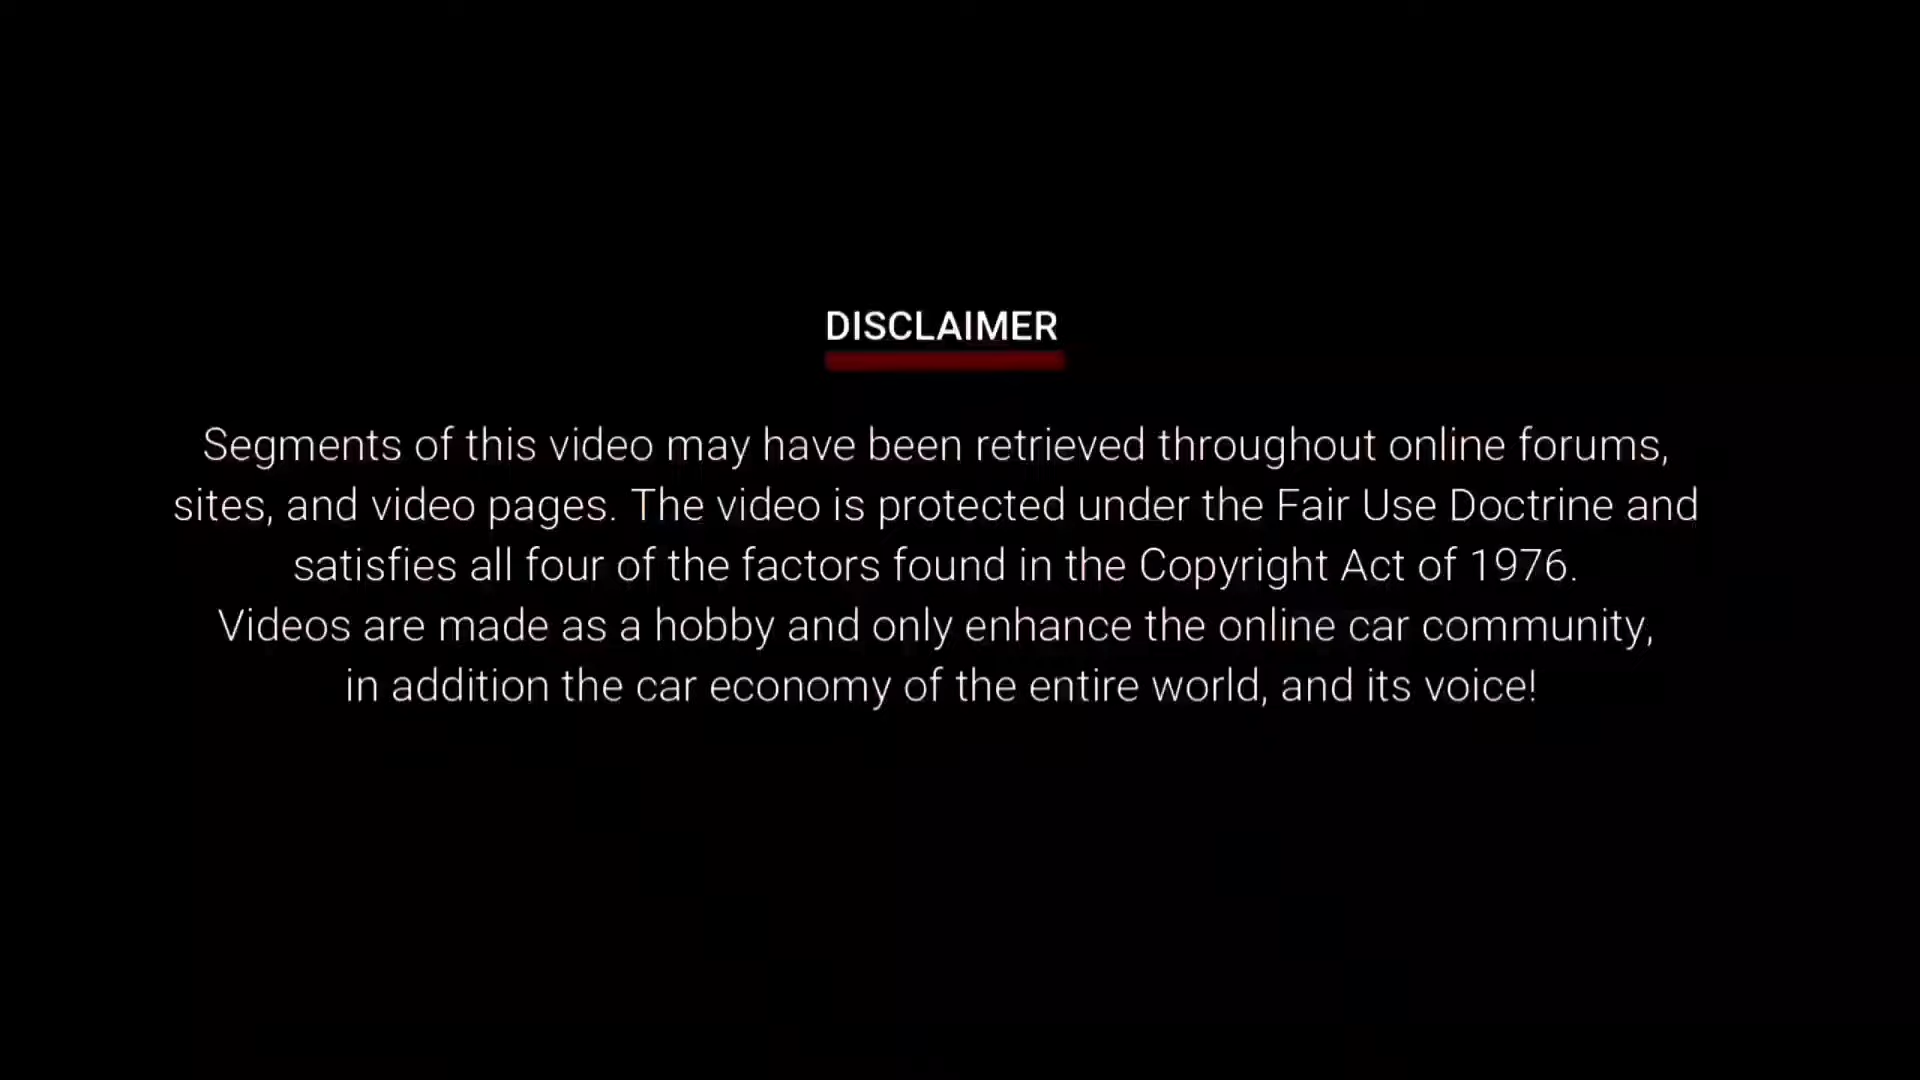 DISCLAIMER
Segments of this video may have been retrieved throughout online forums,
sites, and video pages. The video is protected under the Fair Use Doctrine and
satisfies all four of the factors found in the Copyright Act of 1976.
Videos are made as a hobby and only enhance the online car community,
in addition the car economy of the entire world, and its voice!